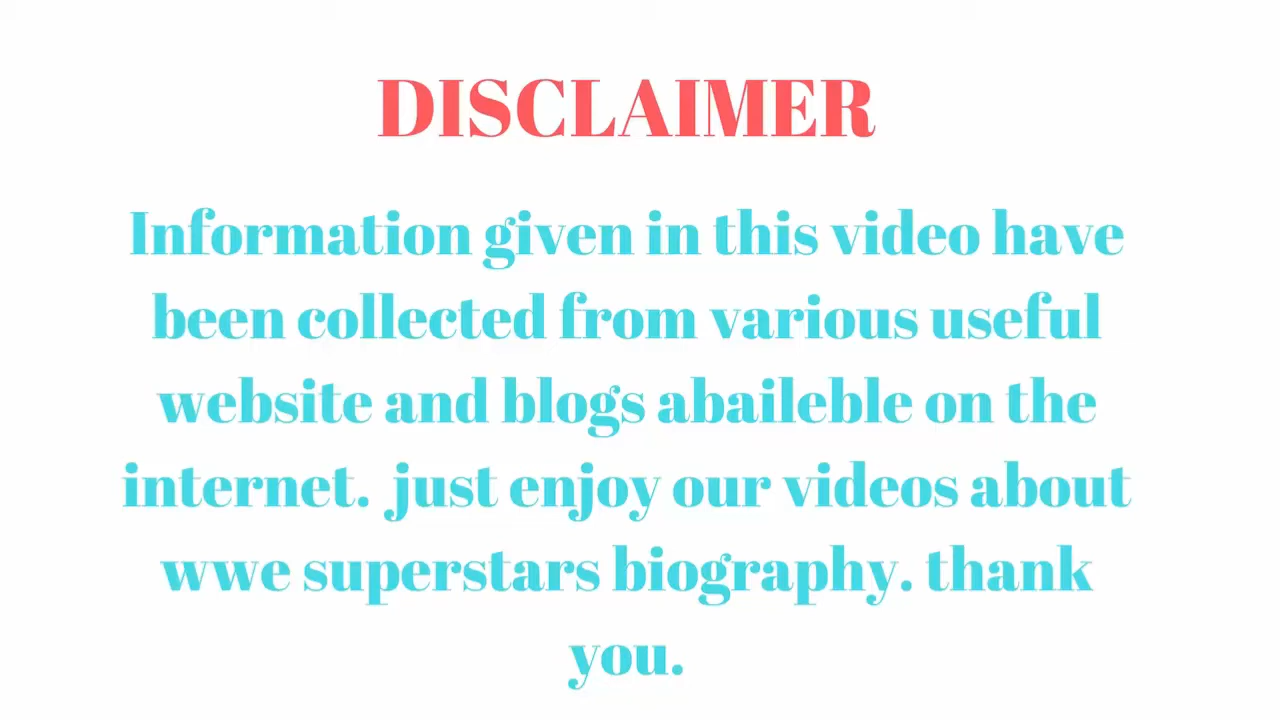 DISCLAIMER
Information given in this video have
been collected from various useful
website and blogs abaileble on the
internet. just enjoy our videos about
wwe superstars biography. thank
you.